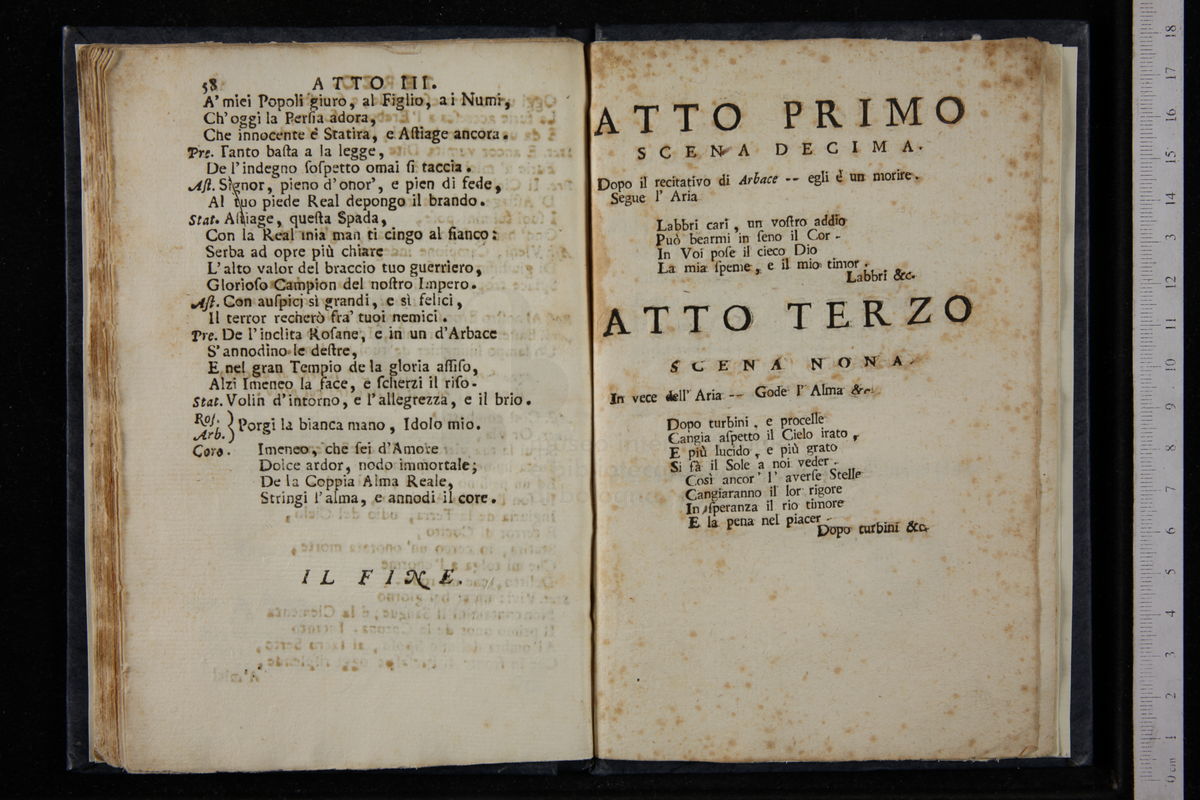 58 ATTO III.
A' miei Popoli giuro, al Figlio, a i Numi,
Ch' oggi la Persia adora,
Che innocente è Statira, e Astiage ancora.
Pre. Tanto basta a la legge,
De l'indegno sospetto omai si taccia.
Ast. Signor, pieno d'onor', e pien di fede,
Al tuo piede Real depongo il brando.
Stat. Astiage, questa Spada,
Con la Real mia man ti cingo al fianco:
Serba ad opre più chiare
L'alto valor del braccio tuo guerriero,
Glorioso Campion del nostro Impero.
Ast. Con auspici sì grandi, e sì felici,
Il terror recherò fra' tuoi nemici.
Pre. De l'inclita Rosane, e in un d'Arbace
S'annodino le destre,
E nel gran Tempio de la gloria assiso,
Alzi Imeneo la face, e scherzi il riso.
Stat. Volin d'intorno, e l'allegrezza, e il brio.
Ros. Arb. } Porgi la bianca mano, Idolo mio.
Coro. Imeneo, che sei d'Amore
Dolce ardor, nodo immortale;
De la Coppia Alma Reale,
Stringi l'alma, e annodi il core.
IL FINE.
A' miei
ATTO PRIMO
SCENA DECIMA.
Dopo il recitativo di Arbace -- egli è un morire.
Segue l' Aria
Labbri cari, un vostro addio
Può bearmi in seno il Cor.
In Voi pose il cieco Dio
La mia speme, e il mio timor.
Labbri &c.
ATTO TERZO
SCENA NONA.
In vece dell' Aria -- Gode l' Alma &c.
Dopo turbini, e procelle
Cangia aspetto il Cielo irato,
E più lucido, e più grato
Si fà il Sole a noi veder.
Così ancor' l' averse Stelle
Cangiaranno il lor rigore
In speranza il rio timore
E la pena nel piacer.
Dopo turbini &c.